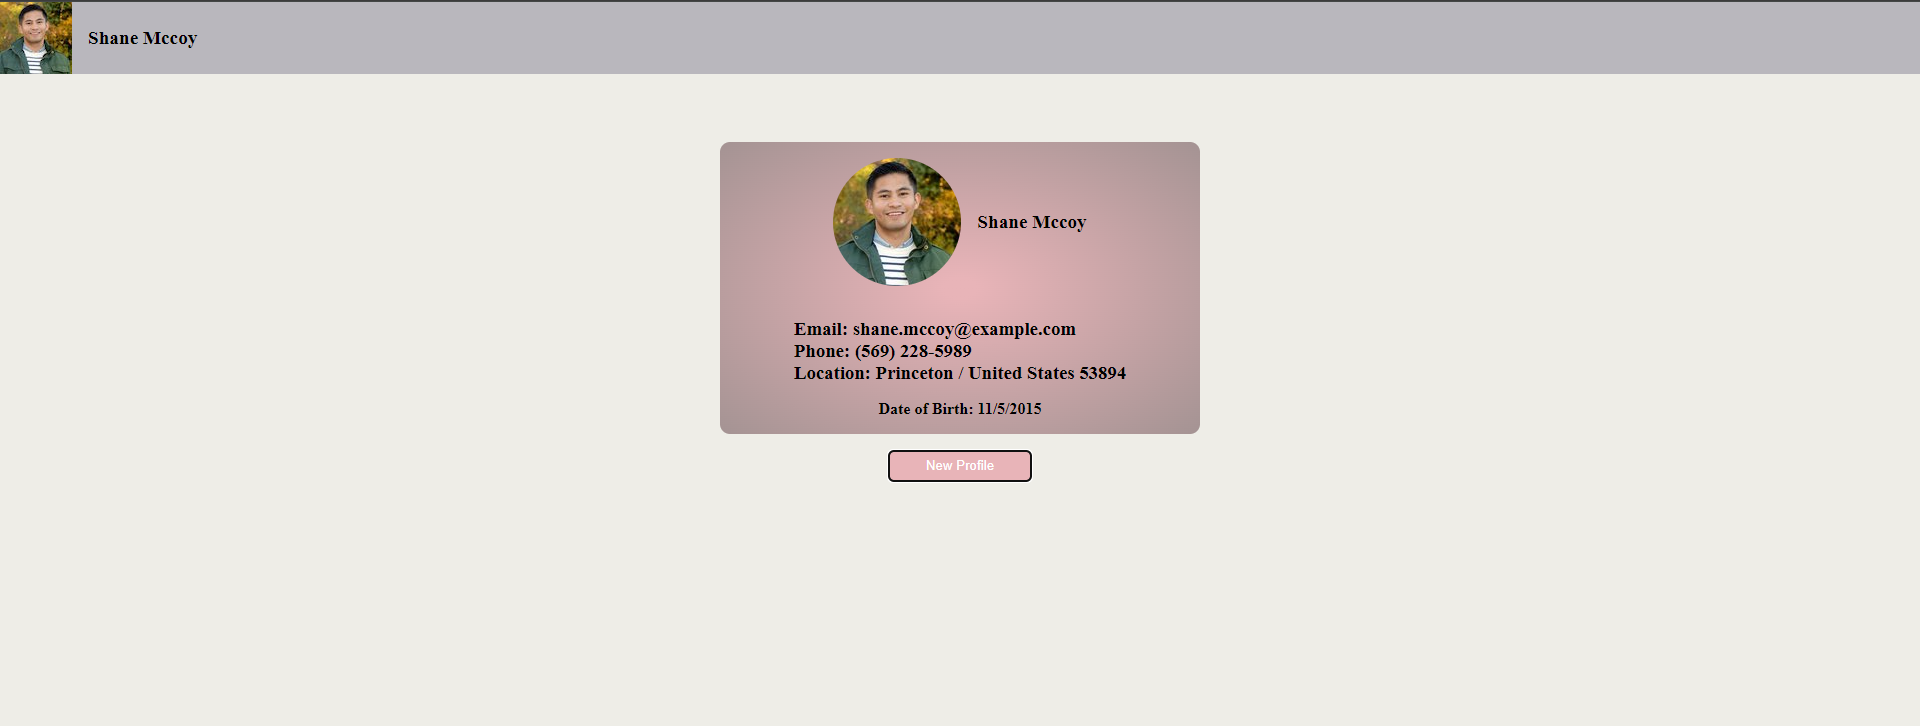 Shane Mccoy
Shane Mccoy
Email: shane.mccoy@example.com
Phone: (569) 228-5989
Location: Princeton / United States 53894
Date of Birth: 11/5/2015
New Profile